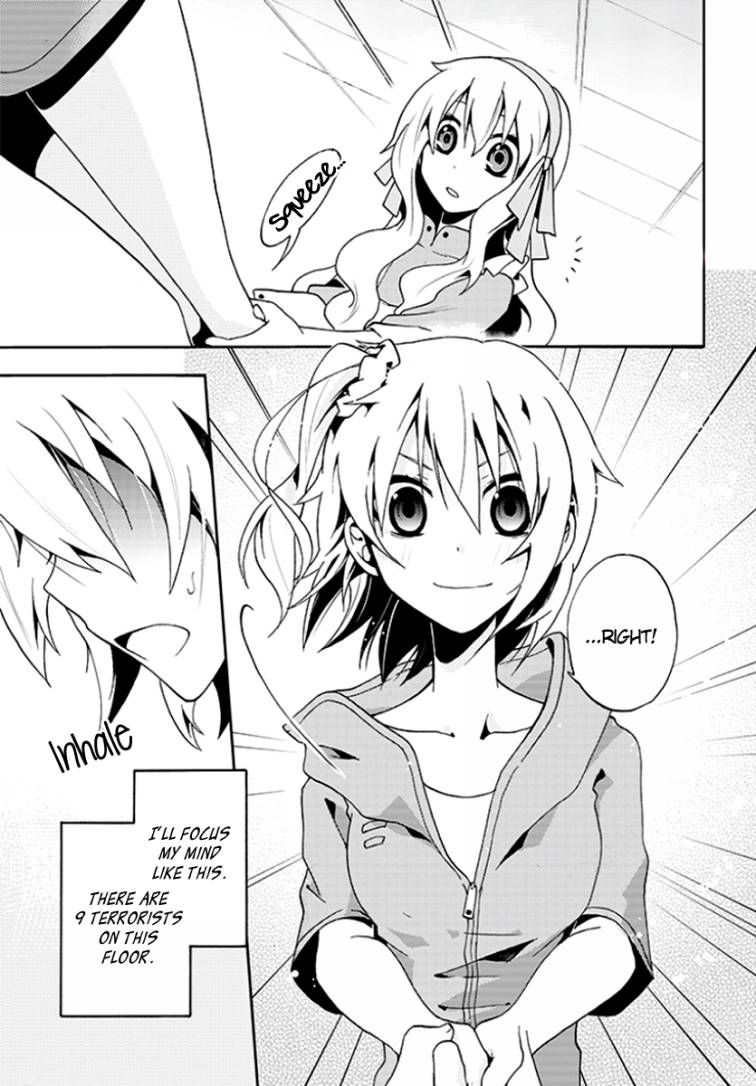 Squeeze...
...RIGHT!
Inhale
I'LL FOCUS
MY MIND
LIKE THIS.
THERE ARE
9 TERRORISTS
ON THIS
FLOOR.